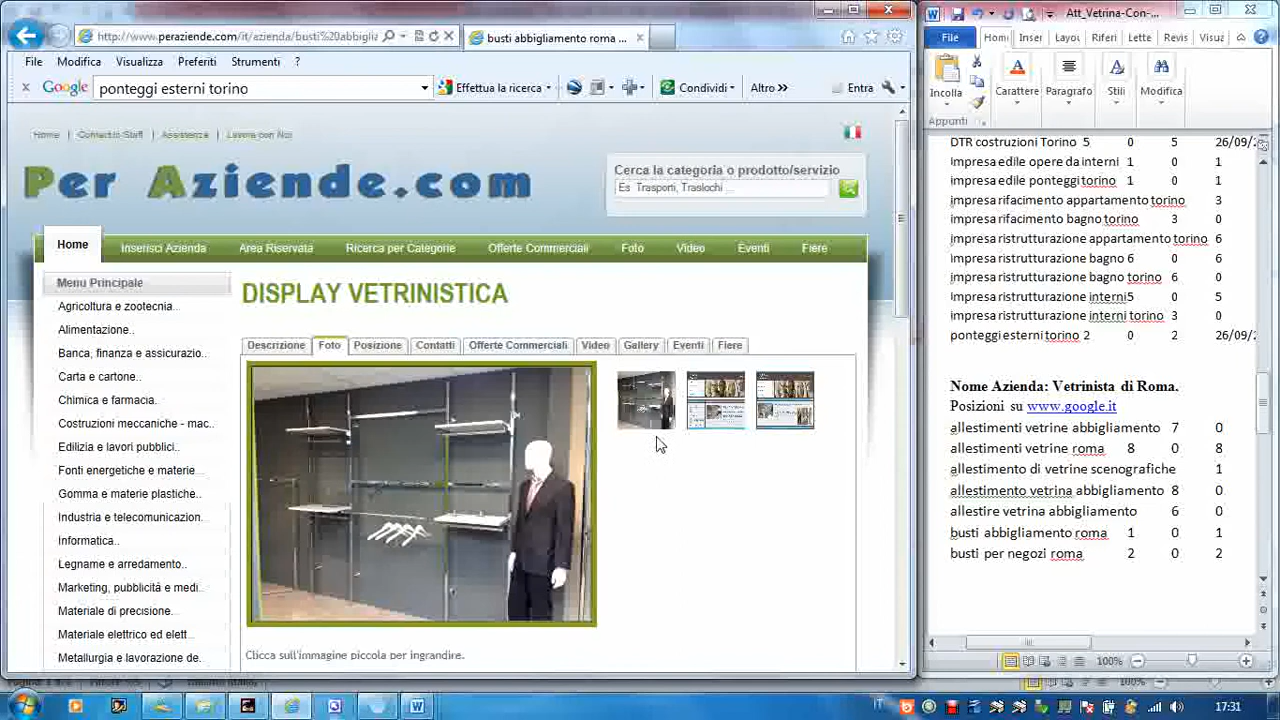 http://www.peraziende.com/it/azienda/busti%20abbigliz
busti abbigliamento roma ...
File Modifica Visualizza Preferiti Strumenti ?
Google ponteggi esterni torino Effettua la ricerca Condividi Altro » Entra
Home | Contact to Staff | Assistenza | Lavora con Noi
Per Aziende.com
Cerca la categoria o prodotto/servizio
Es Trasporti, Traslochi ...
Home Inserisci Azienda Area Riservata Ricerca per Categorie Offerte Commerciali Foto Video Eventi Fiere
Menu Principale
Agricoltura e zootecnia..
Alimentazione..
Banca, finanza e assicurazio..
Carta e cartone..
Chimica e farmacia..
Costruzioni meccaniche - mac..
Edilizia e lavori pubblici..
Fonti energetiche e materie ..
Gomma e materie plastiche..
Industria e telecomunicazion..
Informatica..
Legname e arredamento..
Marketing, pubblicità e medi..
Materiale di precisione..
Materiale elettrico ed elett..
Metallurgia e lavorazione de..
DISPLAY VETRINISTICA
Descrizione Foto Posizione Contatti Offerte Commerciali Video Gallery Eventi Fiere
Clicca sull'immagine piccola per ingrandire.
Att_Vetrina-Con-...
File Home Inser Layou Riferi Lette Revis Visuz
Incolla Carattere Paragrafo Stili Modifica
Appunti
DTR costruzioni Torino 5 0 5 26/09/
impresa edile opere da interni 1 0 1
impresa edile ponteggi torino 1 0 1
impresa rifacimento appartamento torino 3
impresa rifacimento bagno torino 3 0
impresa ristrutturazione appartamento torino 6
impresa ristrutturazione bagno 6 0 6
impresa ristrutturazione bagno torino 6 0
impresa ristrutturazione interni 5 0 5
impresa ristrutturazione interni torino 3 0
ponteggi esterni torino 2 0 2 26/09/
Nome Azienda: Vetrinista di Roma.
Posizioni su www.google.it
allestimenti vetrine abbigliamento 7 0
allestimenti vetrine roma 8 0 8
allestimento di vetrine scenografiche 1
allestimento vetrina abbigliamento 8 0
allestire vetrina abbigliamento 6 0
busti abbigliamento roma 1 0 1
busti per negozi roma 2 0 2
100%
100%
IT 17:31